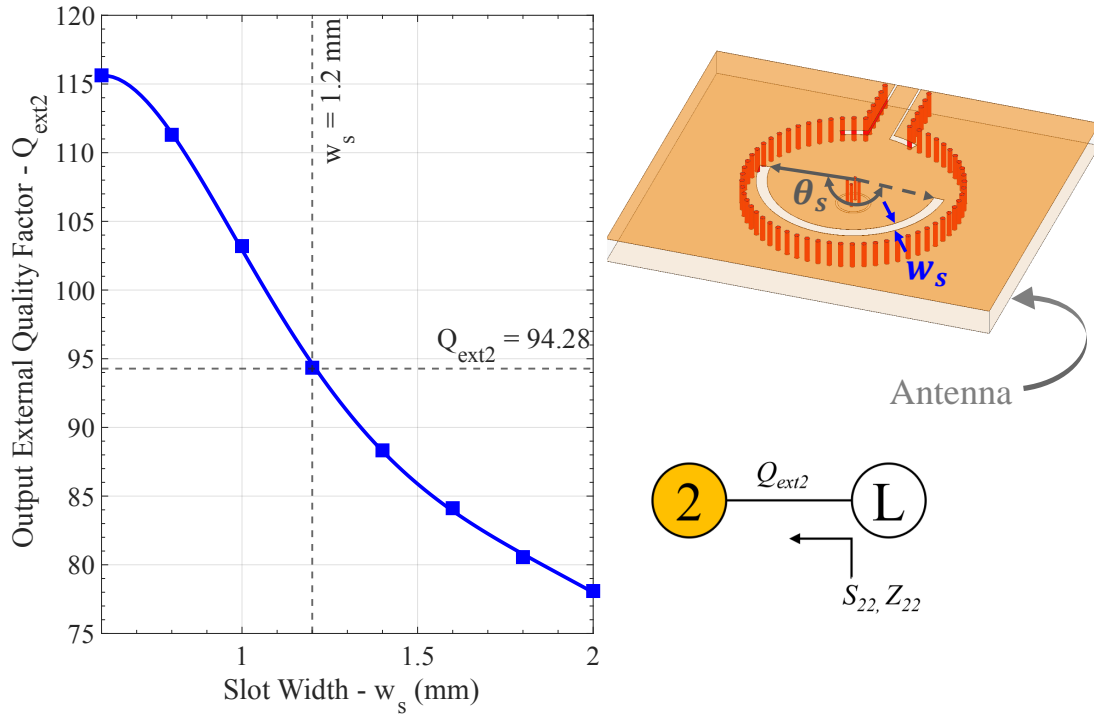 120
115
110
105
100
95
90
85
80
75
1
1.5
2
Output External Quality Factor - Q_ext2
Slot Width - w_s (mm)
w_s = 1.2 mm
Q_ext2 = 94.28
θ_s
w_s
Antenna
2
Q_ext2
L
S_22, Z_22